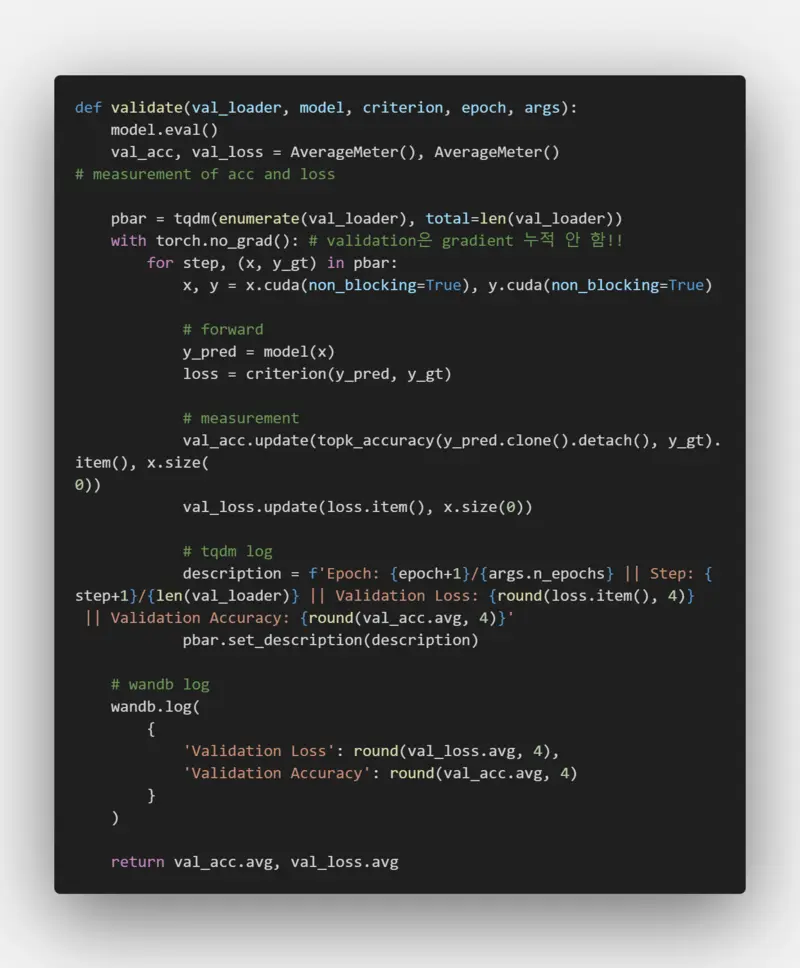 def validate(val_loader, model, criterion, epoch, args):
    model.eval()
    val_acc, val_loss = AverageMeter(), AverageMeter()
# measurement of acc and loss

    pbar = tqdm(enumerate(val_loader), total=len(val_loader))
    with torch.no_grad(): # validation은 gradient 누적 안 함!!
        for step, (x, y_gt) in pbar:
            x, y = x.cuda(non_blocking=True), y.cuda(non_blocking=True)

            # forward
            y_pred = model(x)
            loss = criterion(y_pred, y_gt)

            # measurement
            val_acc.update(topk_accuracy(y_pred.clone().detach(), y_gt).
item(), x.size(
0))
            val_loss.update(loss.item(), x.size(0))

            # tqdm log
            description = f'Epoch: {epoch+1}/{args.n_epochs} || Step: {
step+1}/{len(val_loader)} || Validation Loss: {round(loss.item(), 4)}
 || Validation Accuracy: {round(val_acc.avg, 4)}'
            pbar.set_description(description)

    # wandb log
    wandb.log(
        {
            'Validation Loss': round(val_loss.avg, 4),
            'Validation Accuracy': round(val_acc.avg, 4)
        }
    )

    return val_acc.avg, val_loss.avg